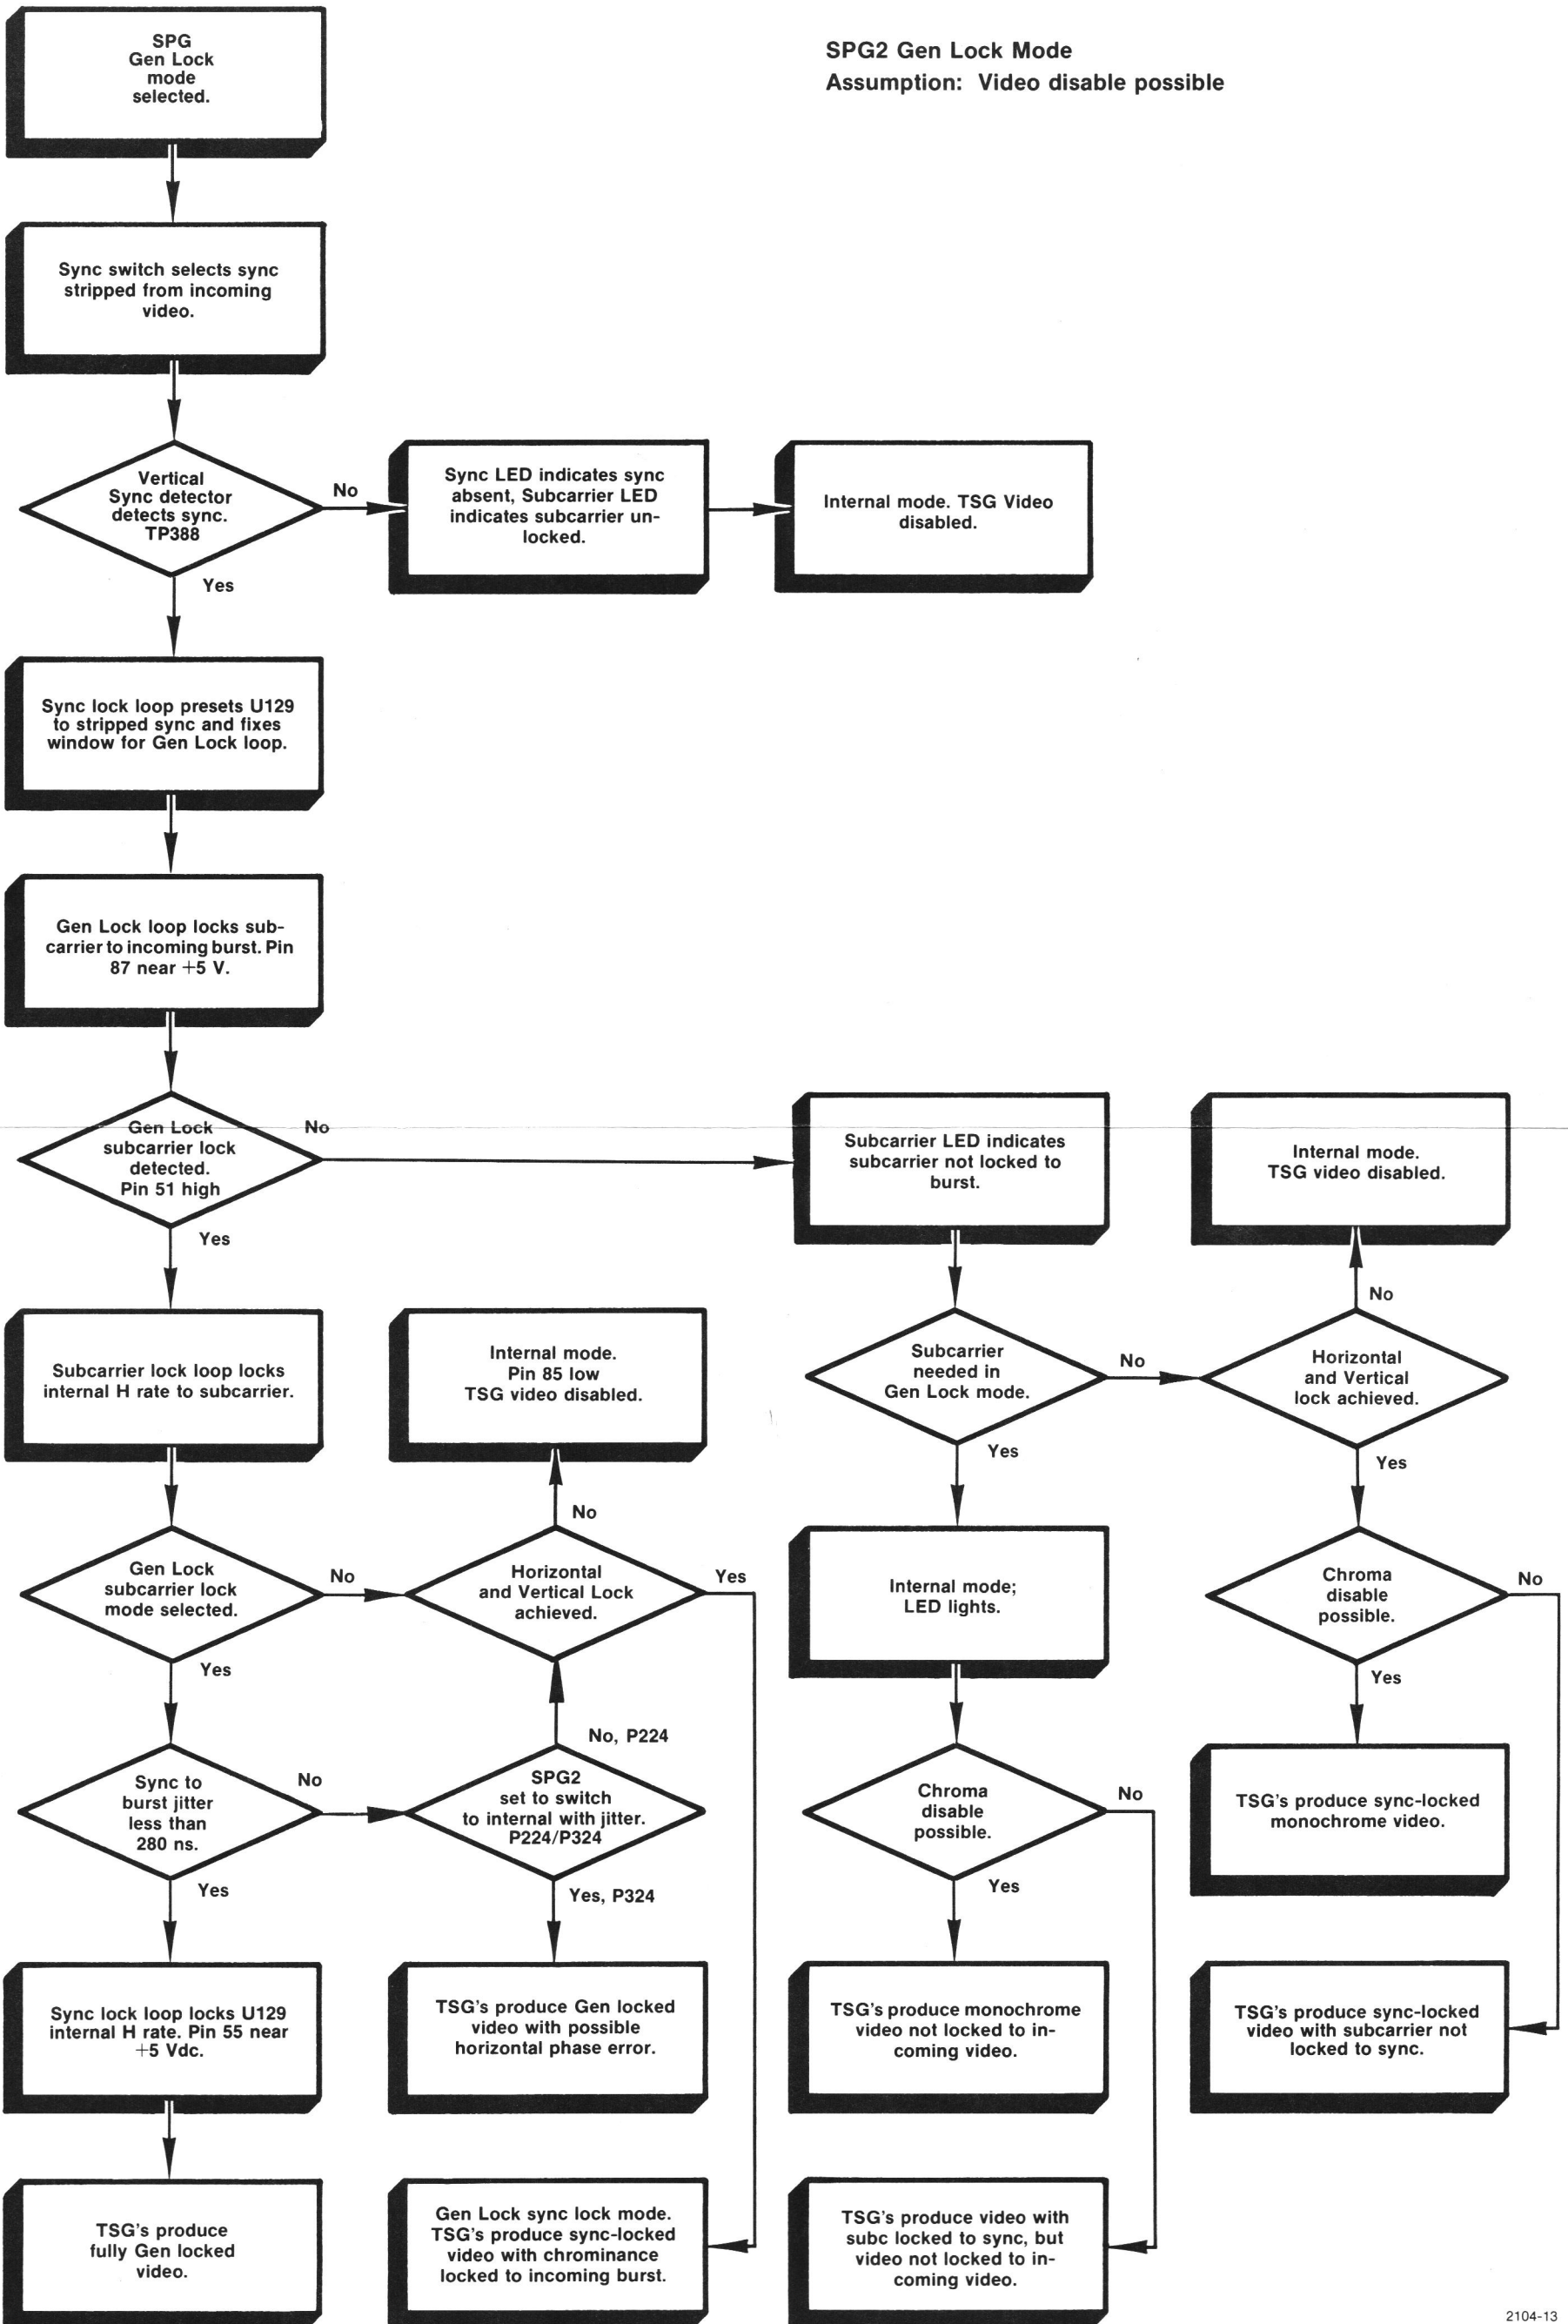 SPG
Gen Lock
mode
selected.
SPG2 Gen Lock Mode
Assumption: Video disable possible
Sync switch selects sync
stripped from incoming
video.
Vertical
Sync detector
detects sync.
TP388
No
Yes
Sync LED indicates sync
absent, Subcarrier LED
indicates subcarrier un-
locked.
Internal mode. TSG Video
disabled.
Sync lock loop presets U129
to stripped sync and fixes
window for Gen Lock loop.
Gen Lock loop locks sub-
carrier to incoming burst. Pin
87 near +5 V.
Gen Lock
subcarrier lock
detected.
Pin 51 high
No
Yes
Subcarrier LED indicates
subcarrier not locked to
burst.
Internal mode.
TSG video disabled.
No
Subcarrier lock loop locks
internal H rate to subcarrier.
Internal mode.
Pin 85 low
TSG video disabled.
No
Subcarrier
needed in
Gen Lock mode.
No
Yes
Horizontal
and Vertical
lock achieved.
Yes
Gen Lock
subcarrier lock
mode selected.
No
Yes
Horizontal
and Vertical Lock
achieved.
Yes
Internal mode;
LED lights.
Chroma
disable
possible.
No
Yes
No, P224
Sync to
burst jitter
less than
280 ns.
No
Yes
SPG2
set to switch
to internal with jitter.
P224/P324
Yes, P324
Chroma
disable
possible.
No
Yes
TSG's produce sync-locked
monochrome video.
Sync lock loop locks U129
internal H rate. Pin 55 near
+5 Vdc.
TSG's produce Gen locked
video with possible
horizontal phase error.
TSG's produce monochrome
video not locked to in-
coming video.
TSG's produce sync-locked
video with subcarrier not
locked to sync.
TSG's produce
fully Gen locked
video.
Gen Lock sync lock mode.
TSG's produce sync-locked
video with chrominance
locked to incoming burst.
TSG's produce video with
subc locked to sync, but
video not locked to in-
coming video.
2104-13